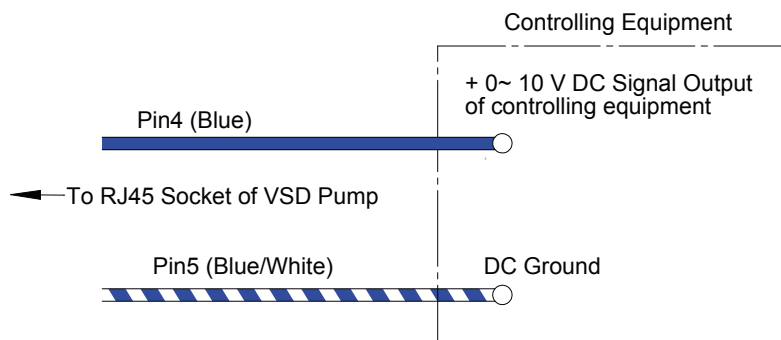 Controlling Equipment
+ 0~ 10 V DC Signal Output
of controlling equipment
Pin4 (Blue)
To RJ45 Socket of VSD Pump
Pin5 (Blue/White)
DC Ground